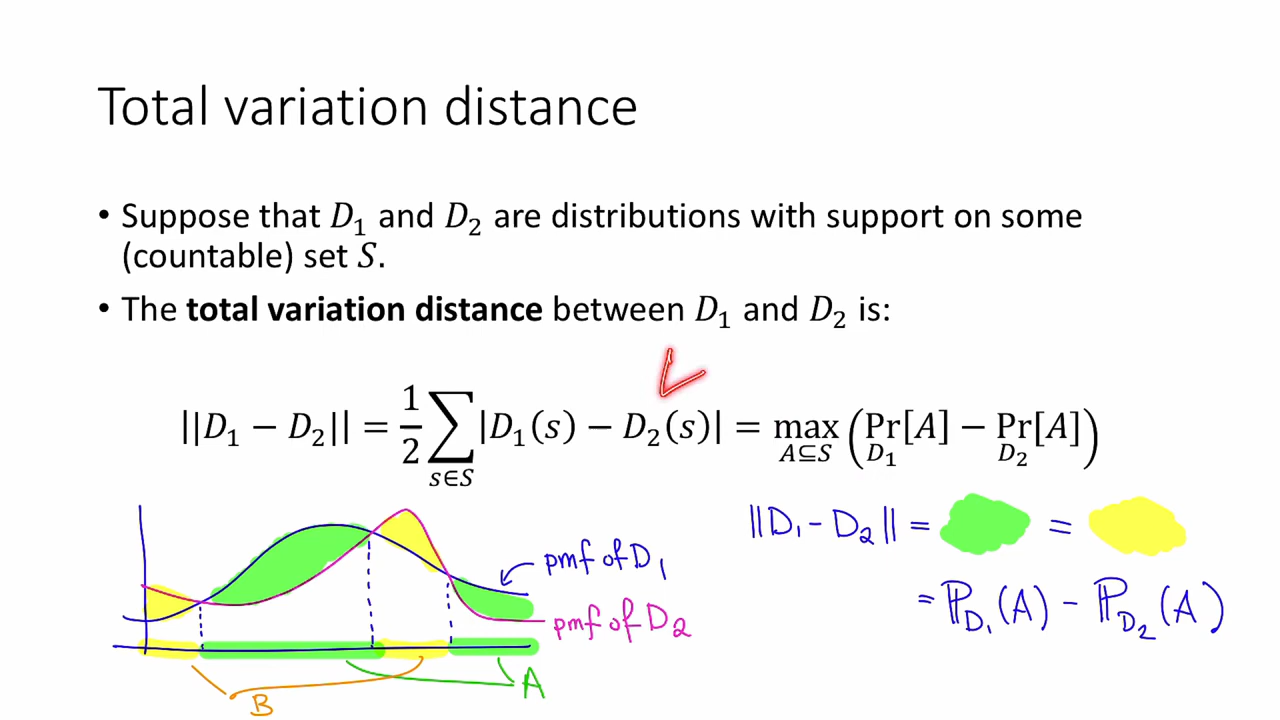 Total variation distance
• Suppose that D₁ and D₂ are distributions with support on some
(countable) set S.
• The total variation distance between D₁ and D₂ is:
||D₁ − D₂|| = 1/2 ∑_{s∈S} |D₁(s) − D₂(s)| = max_{A⊆S} (Pr_{D₁}[A] − Pr_{D₂}[A])
||D₁ - D₂|| = =
= ℙ_{D₁}(A) - ℙ_{D₂}(A)
pmf of D₁
pmf of D₂
A
B